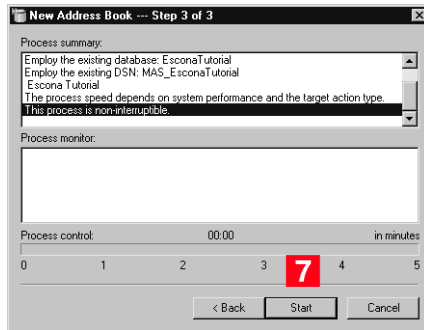 New Address Book --- Step 3 of 3
Process summary:
Employ the existing database: EsconaTutorial
Employ the existing DSN: MAS_EsconaTutorial
Escona Tutorial
The process speed depends on system performance and the target action type.
This process is non-interruptible.
Process monitor:
Process control: 00:00 in minutes
0 1 2 3 7 4 5
< Back Start Cancel